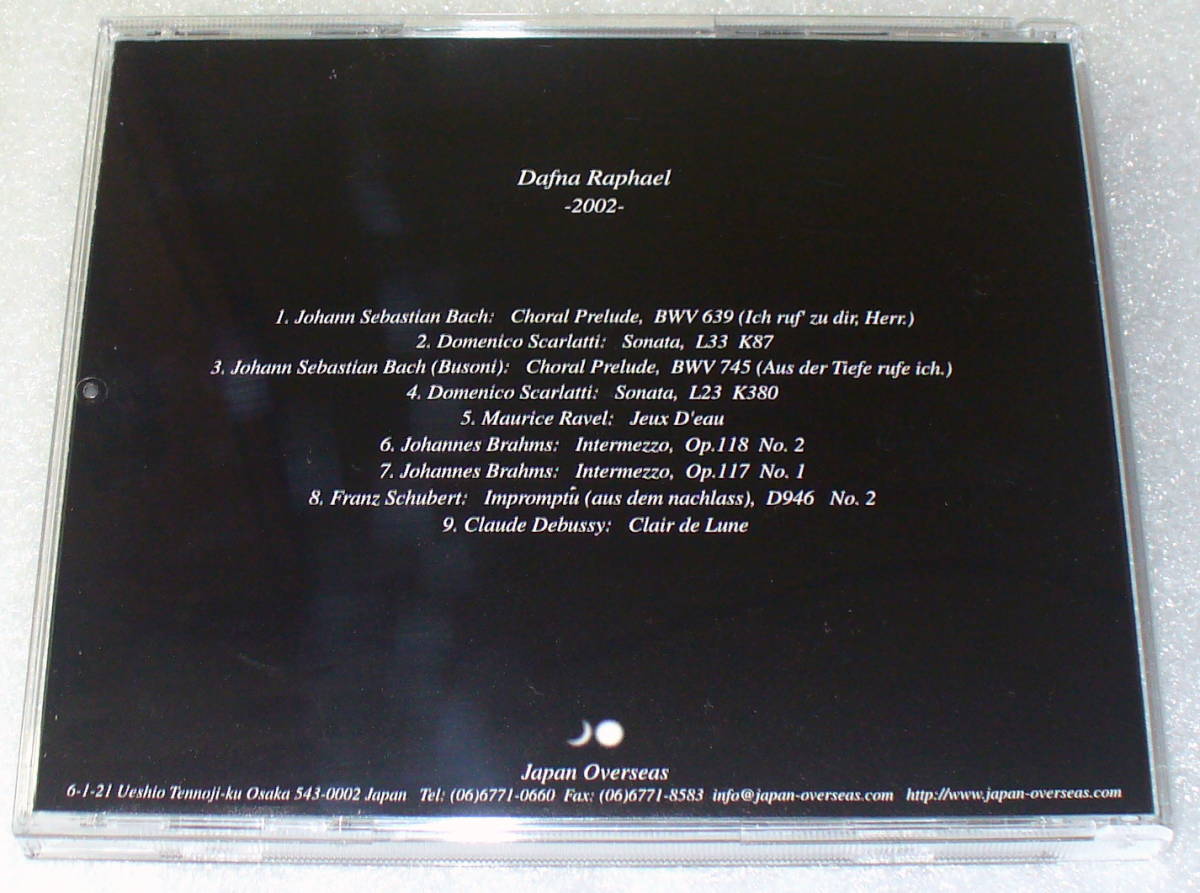 Dafna Raphael
-2002-
1. Johann Sebastian Bach: Choral Prelude, BWV 639 (Ich ruf' zu dir, Herr.)
2. Domenico Scarlatti: Sonata, L33 K87
3. Johann Sebastian Bach (Busoni): Choral Prelude, BWV 745 (Aus der Tiefe rufe ich.)
4. Domenico Scarlatti: Sonata, L23 K380
5. Maurice Ravel: Jeux D'eau
6. Johannes Brahms: Intermezzo, Op.118 No. 2
7. Johannes Brahms: Intermezzo, Op.117 No. 1
8. Franz Schubert: Impromptů (aus dem nachlass), D946 No. 2
9. Claude Debussy: Clair de Lune
Japan Overseas
6-1-21 Ueshio Tennoji-ku Osaka 543-0002 Japan Tel: (06)6771-0660 Fax: (06)6771-8583 info@japan-overseas.com http://www.japan-overseas.com